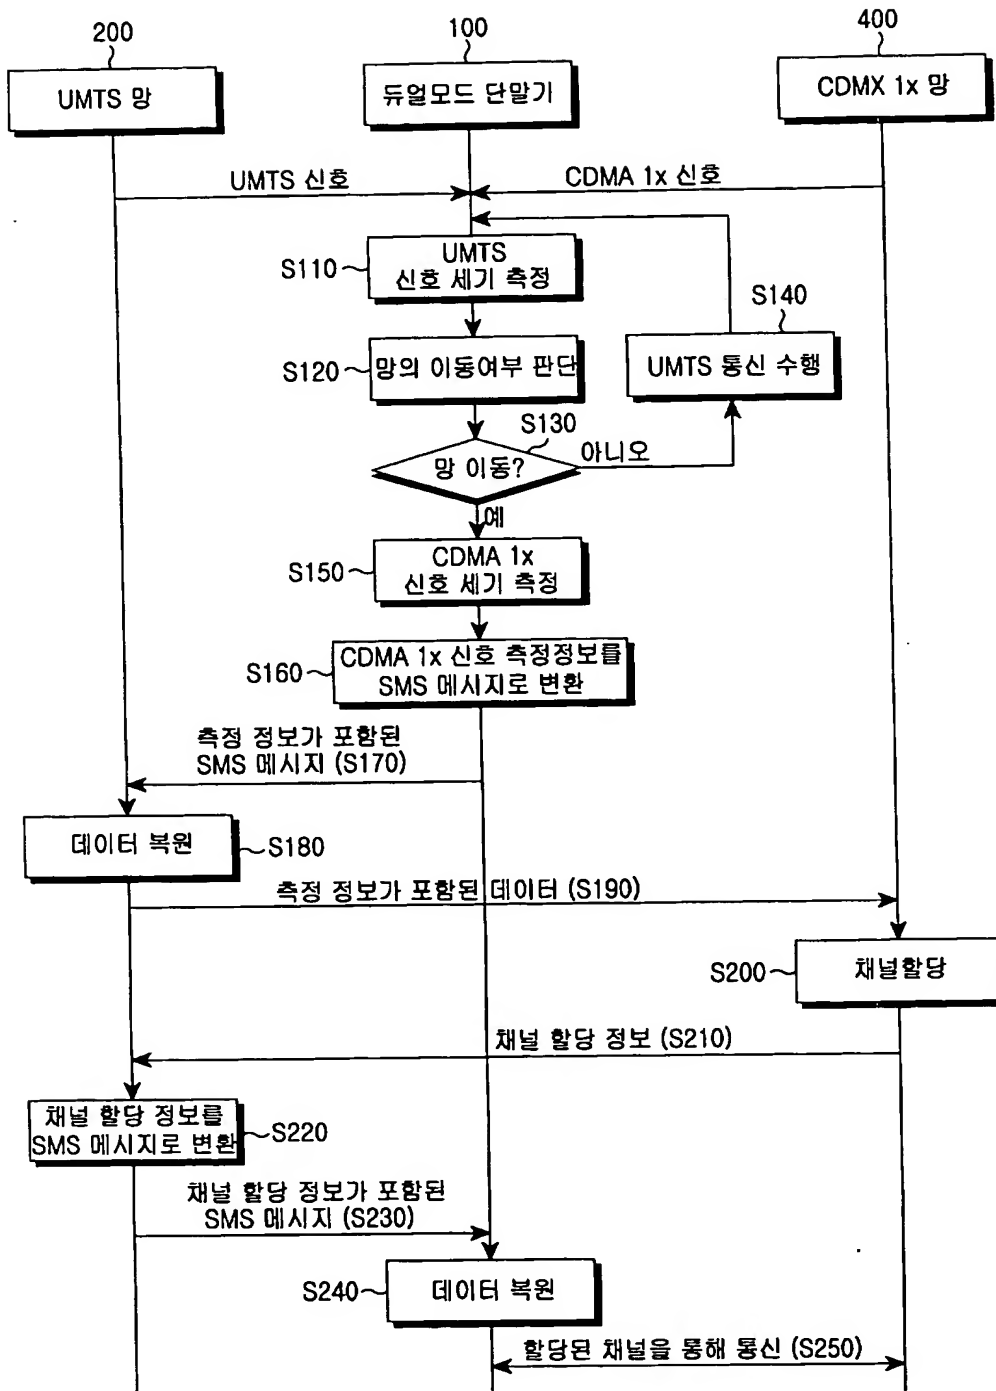 200
100
400
UMTS 망
듀얼모드 단말기
CDMX 1x 망
UMTS 신호
CDMA 1x 신호
S110
UMTS
신호 세기 측정
S140
S120
망의 이동여부 판단
UMTS 통신 수행
S130
망 이동?
아니오
예
S150
CDMA 1x
신호 세기 측정
S160
CDMA 1x 신호 측정정보를
SMS 메시지로 변환
측정 정보가 포함된
SMS 메시지 (S170)
데이터 복원
S180
측정 정보가 포함된 데이터 (S190)
S200
채널할당
채널 할당 정보 (S210)
채널 할당 정보를
SMS 메시지로 변환
S220
채널 할당 정보가 포함된
SMS 메시지 (S230)
S240
데이터 복원
할당된 채널을 통해 통신 (S250)